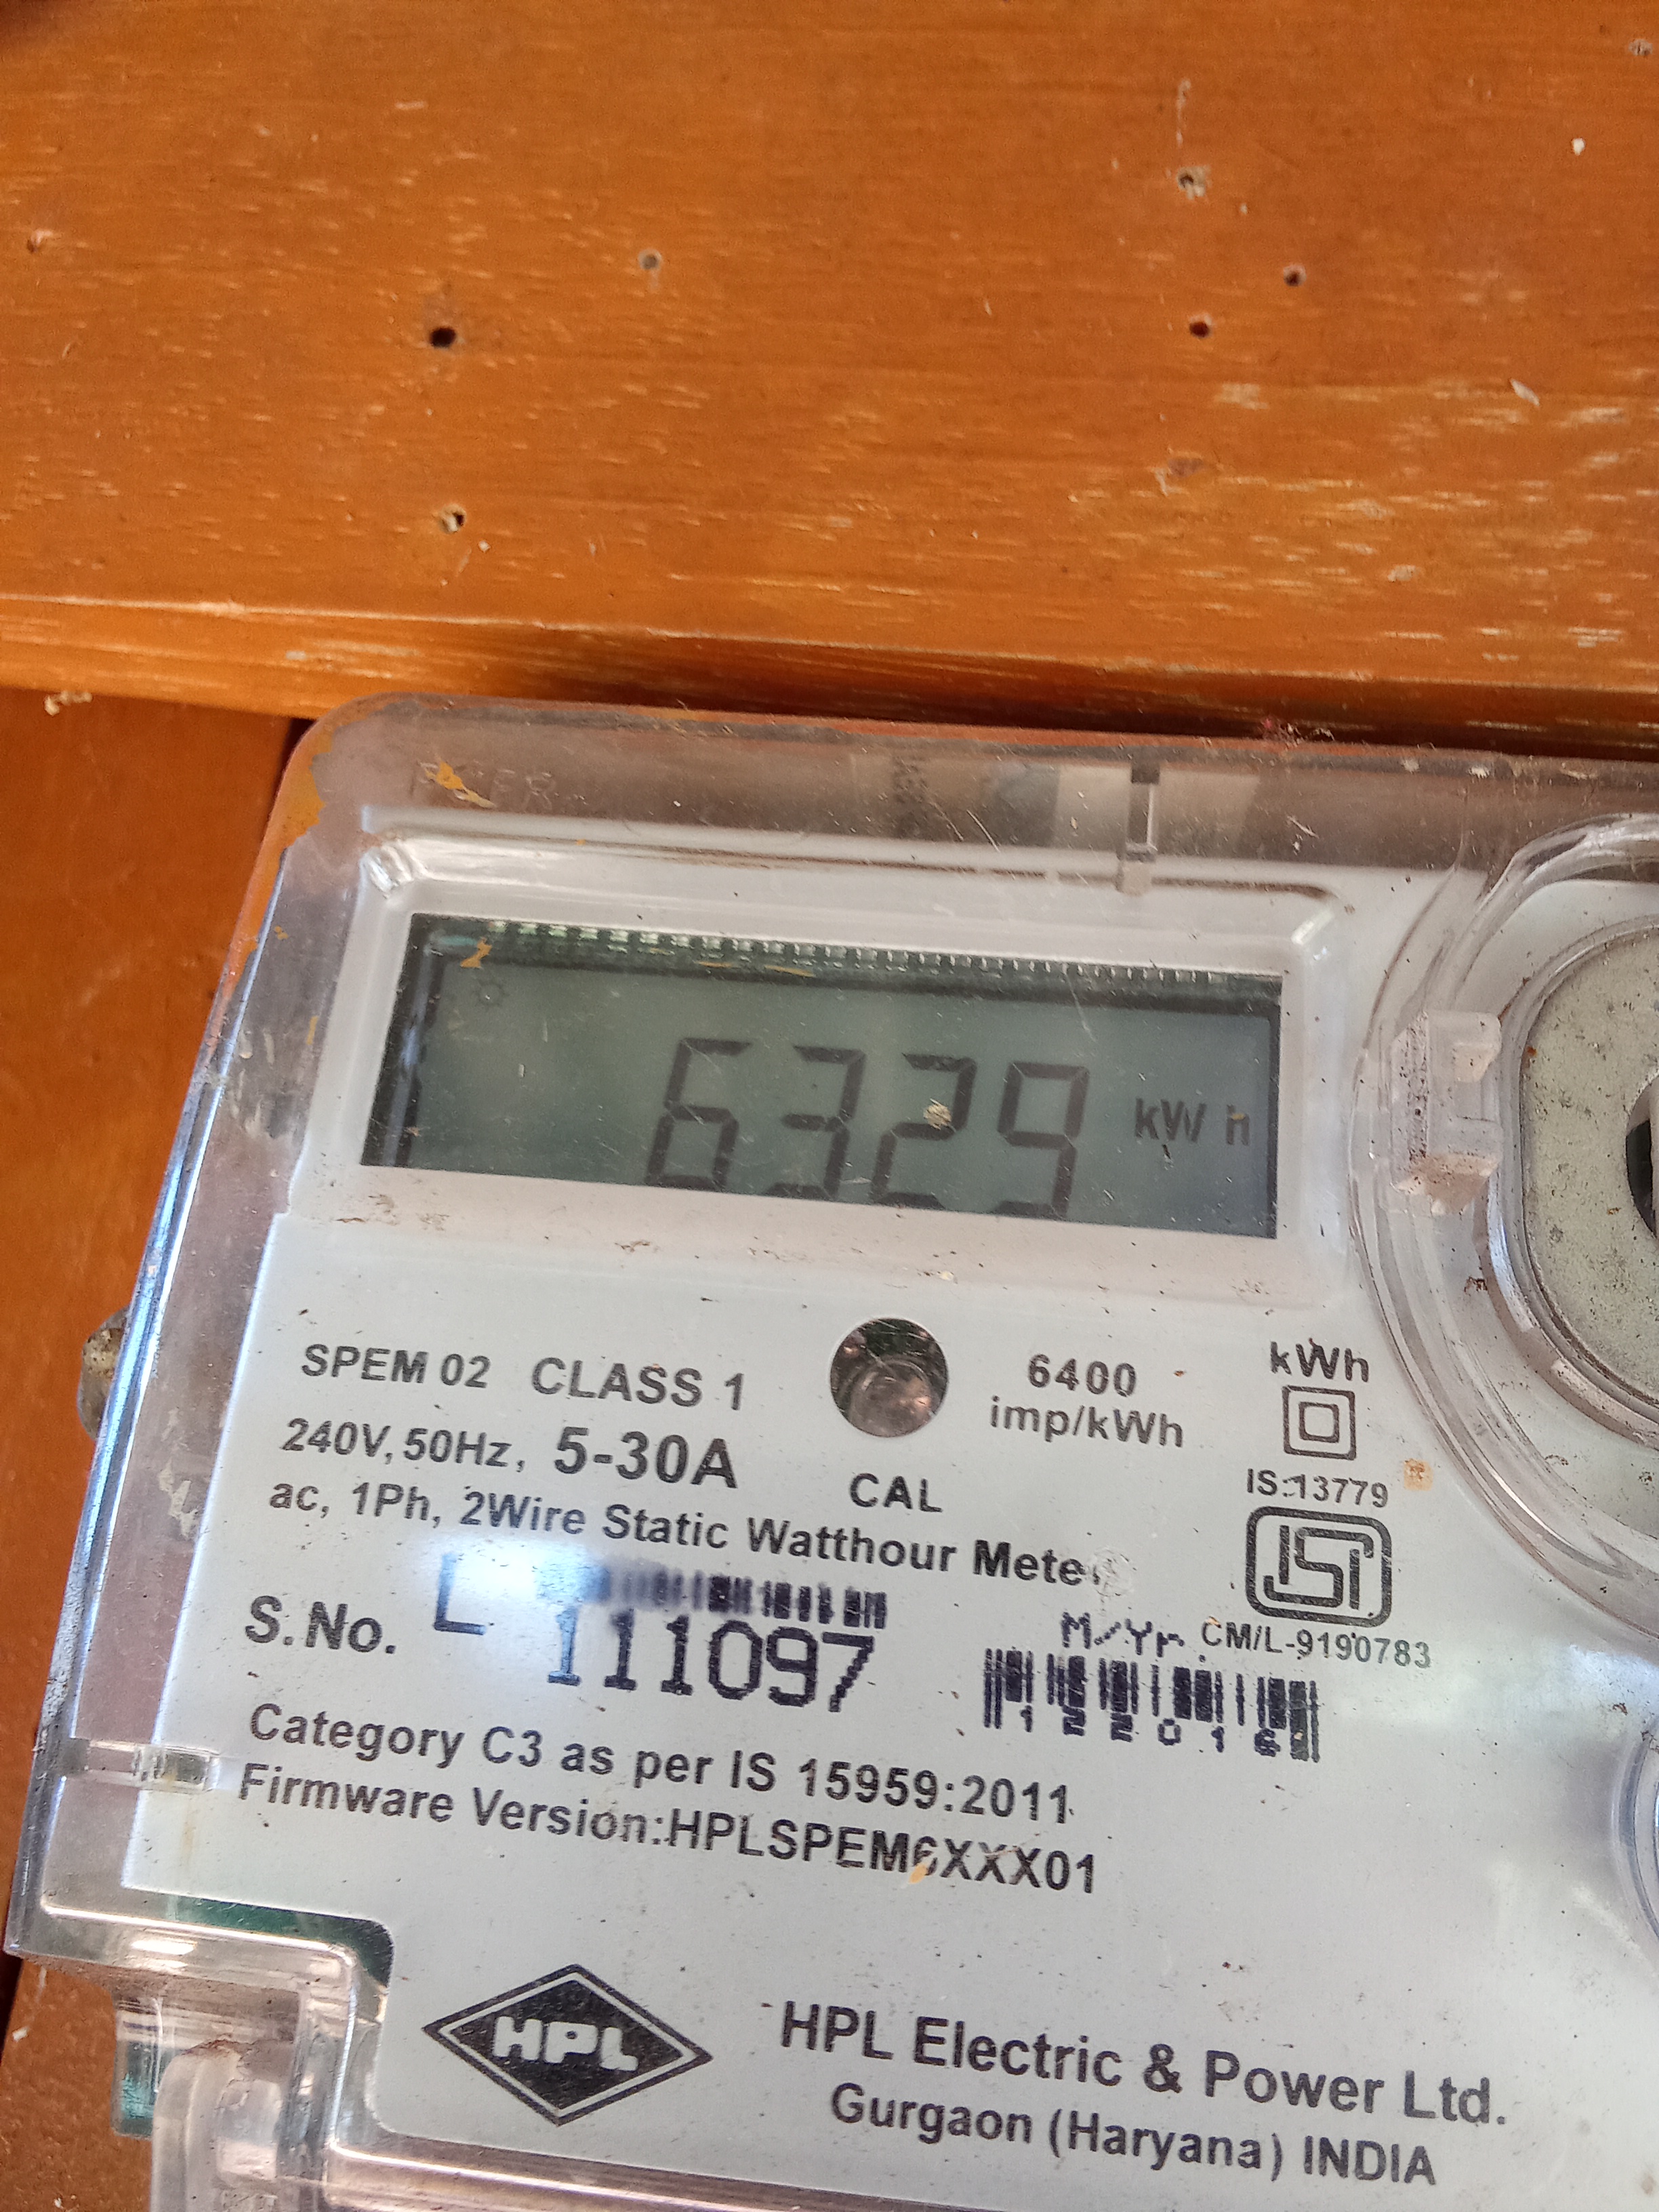 6329 kWh
SPEM 02 CLASS 1
6400
imp/kWh
kWh
240V, 50Hz, 5-30A
CAL
IS:13779
ac, 1Ph, 2Wire Static Watthour Meter
ISI
S.No. L 111097
M/Yr
CM/L-9190783
Category C3 as per IS 15959:2011
Firmware Version:HPLSPEM6XXX01
HPL
HPL Electric & Power Ltd.
Gurgaon (Haryana) INDIA